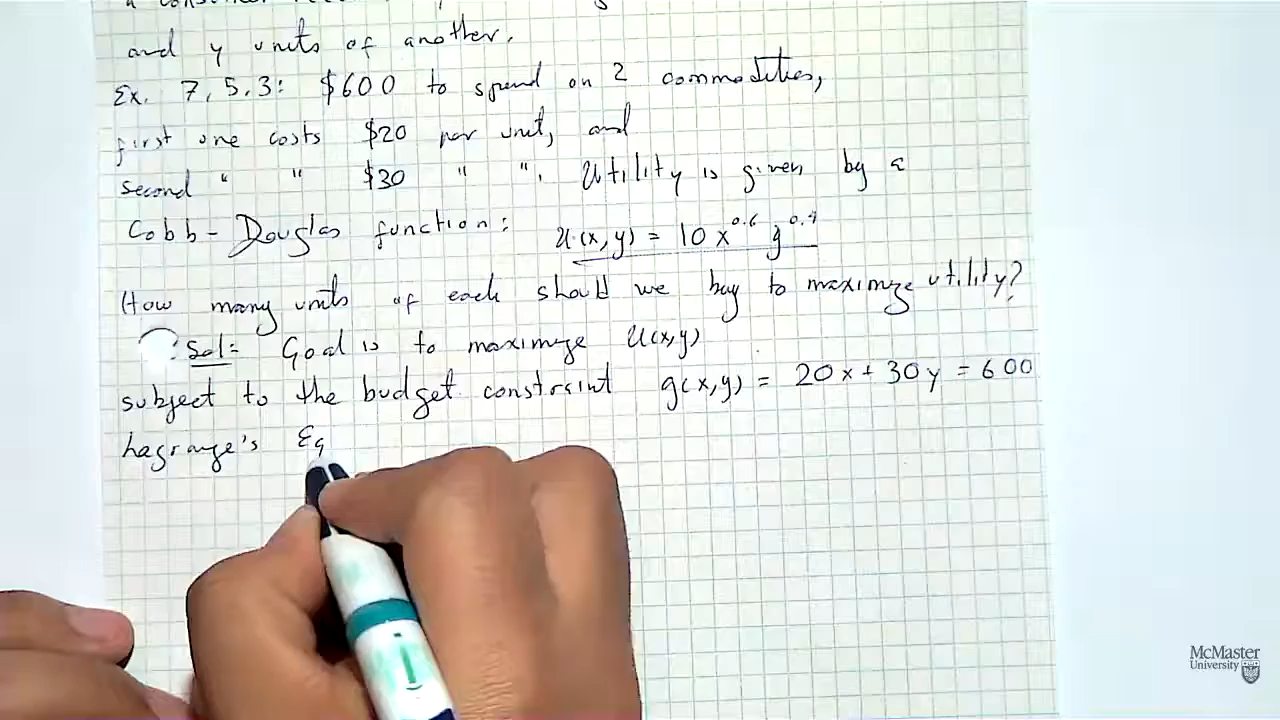 and y units of another.
Ex. 7.5.3: $600 to spend on 2 commodities,
first one costs $20 per unit, and
second " " $30 " ". Utility is given by a
Cobb-Douglas function: U(x,y) = 10 x^0.6 y^0.4
How many units of each should we buy to maximize utility?
Sol: Goal is to maximize U(x,y)
subject to the budget constraint g(x,y) = 20x + 30y = 600
Lagrange's Eq
McMaster
University